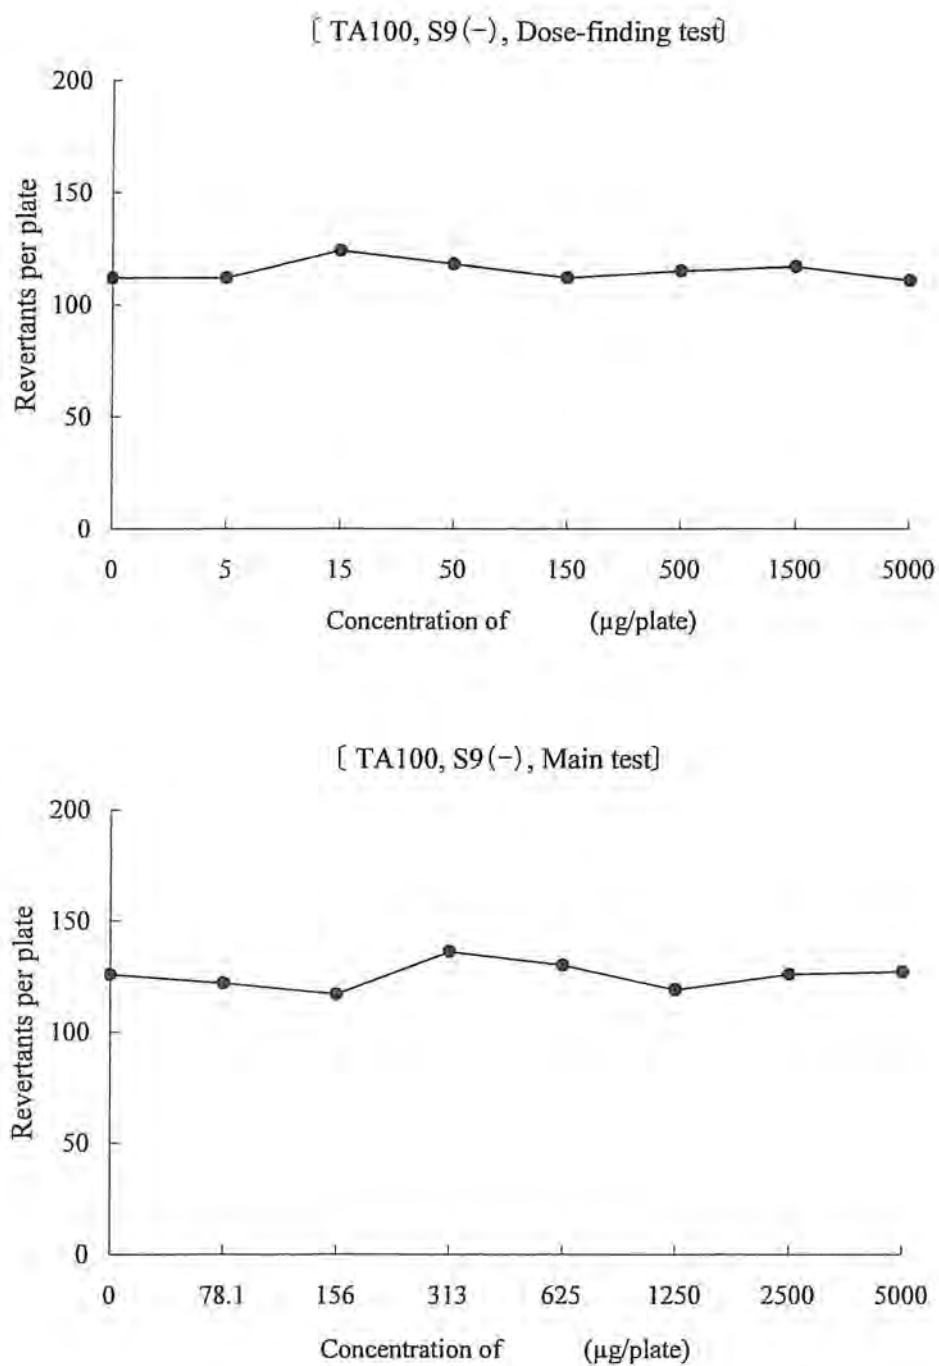 [ TA100, S9(-), Dose-finding test]
200
150
100
50
0
Revertants per plate
0 5 15 50 150 500 1500 5000
Concentration of (µg/plate)
[ TA100, S9(-), Main test]
200
150
100
50
0
Revertants per plate
0 78.1 156 313 625 1250 2500 5000
Concentration of (µg/plate)